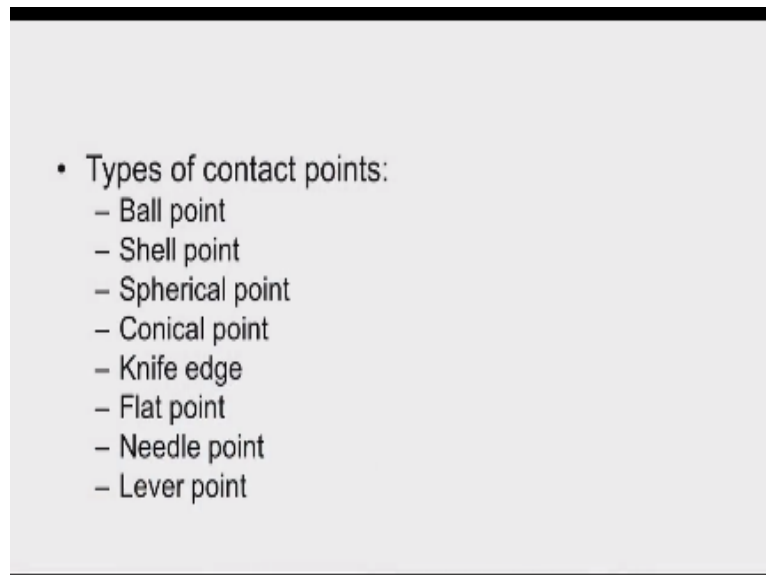 • Types of contact points:
– Ball point
– Shell point
– Spherical point
– Conical point
– Knife edge
– Flat point
– Needle point
– Lever point